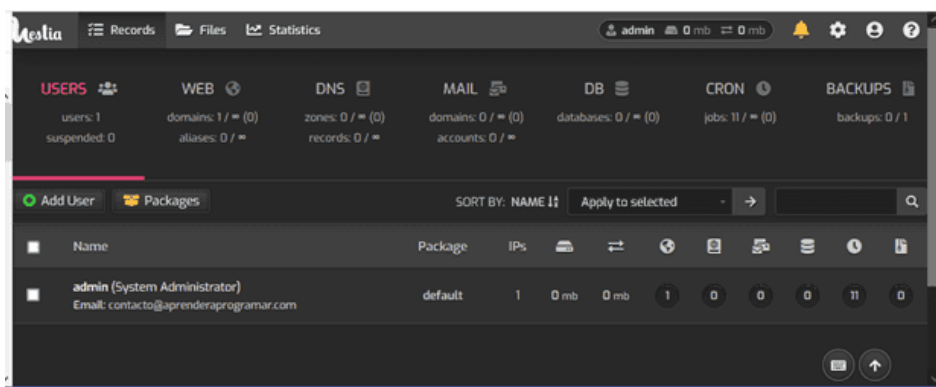 Hestia Records Files Statistics admin 0 mb 0 mb
USERS WEB DNS MAIL DB CRON BACKUPS
users: 1 domains: 1 / ∞ (0) zones: 0 / ∞ (0) domains: 0 / ∞ (0) databases: 0 / ∞ (0) jobs: 11 / ∞ (0) backups: 0 / 1
suspended: 0 aliases: 0 / ∞ records: 0 / ∞ accounts: 0 / ∞
Add User Packages SORT BY: NAME Apply to selected
Name Package IPs
admin (System Administrator) default 1 0 mb 0 mb 1 0 0 0 11 0
Email: contacto@aprenderaprogramar.com